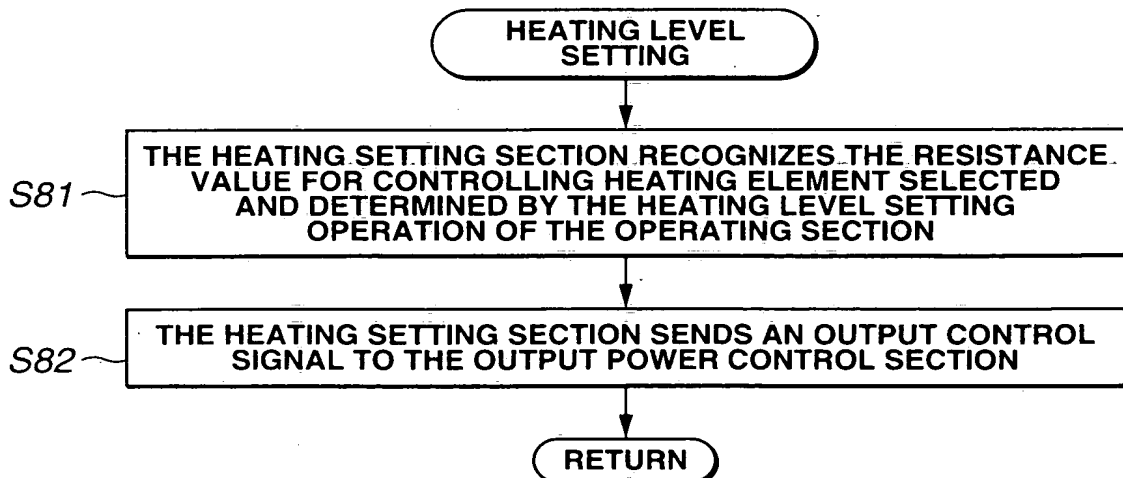 HEATING LEVEL
SETTING
S81
THE HEATING SETTING SECTION RECOGNIZES THE RESISTANCE
VALUE FOR CONTROLLING HEATING ELEMENT SELECTED
AND DETERMINED BY THE HEATING LEVEL SETTING
OPERATION OF THE OPERATING SECTION
S82
THE HEATING SETTING SECTION SENDS AN OUTPUT CONTROL
SIGNAL TO THE OUTPUT POWER CONTROL SECTION
RETURN